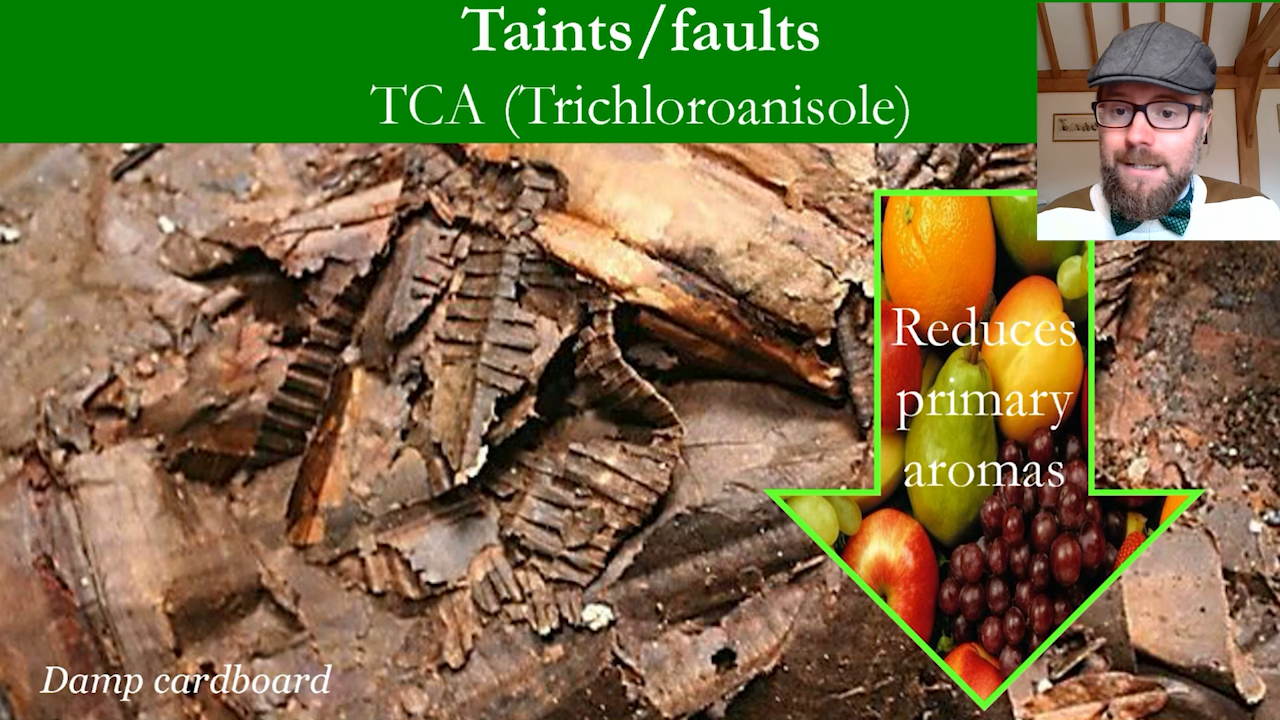 Taints/faults
TCA (Trichloroanisole)
Reduces
primary
aromas
Damp cardboard